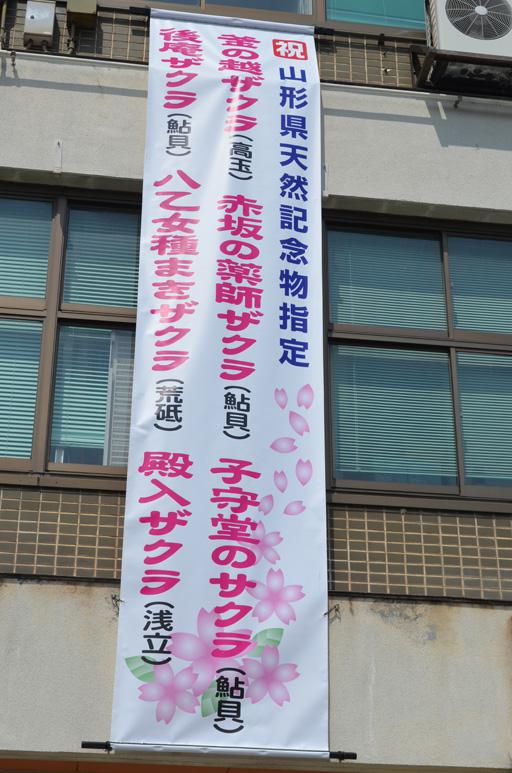 祝 山形県天然記念物指定
釜の越ザクラ（高玉） 赤坂の薬師ザクラ（鮎貝） 子守堂のサクラ（鮎貝）
後庵ザクラ（鮎貝） 八乙女種まきザクラ（荒砥） 殿入ザクラ（浅立）